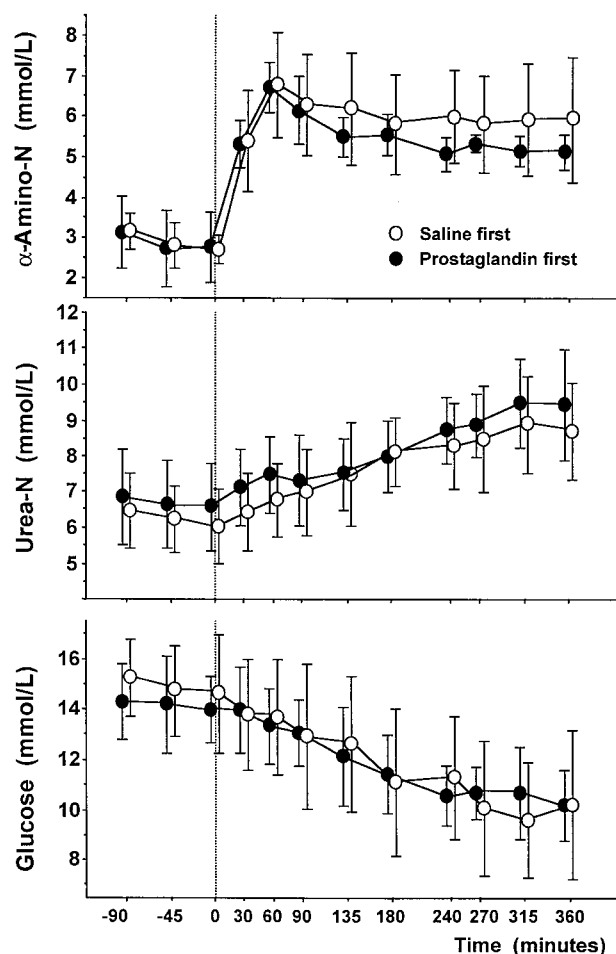 α-Amino-N (mmol/L)
8
7
6
5
4
3
2
Saline first
Prostaglandin first
Urea-N (mmol/L)
12
11
10
9
8
7
6
5
Glucose (mmol/L)
16
14
12
10
8
-90 -45 0 30 60 90 135 180 240 270 315 360
Time (minutes)